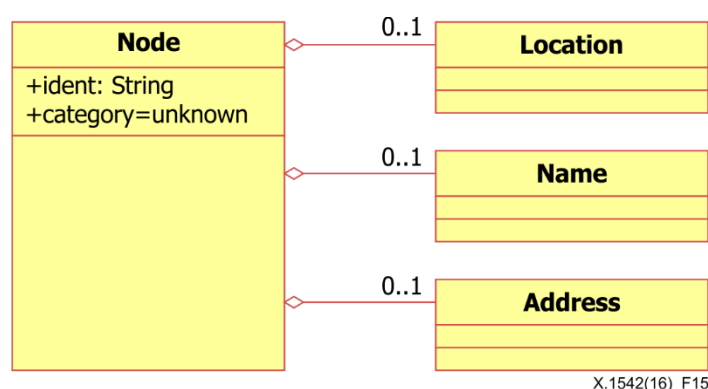 Node
+ident: String
+category=unknown
0..1
Location
0..1
Name
0..1
Address
X.1542(16)_F15